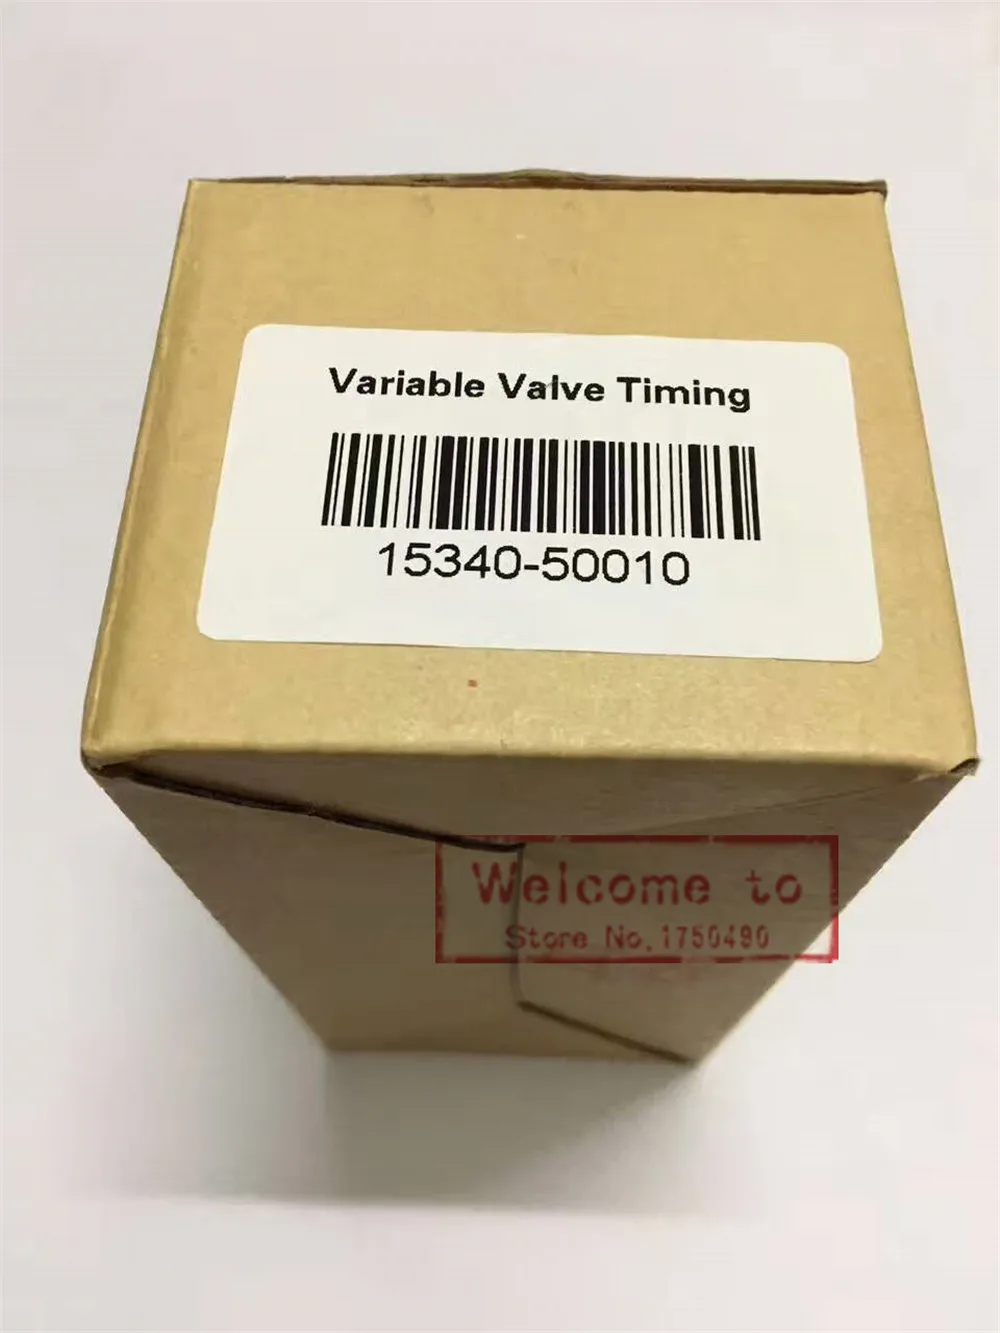 Variable Valve Timing
15340-50010
Welcome to
Store No.1750490